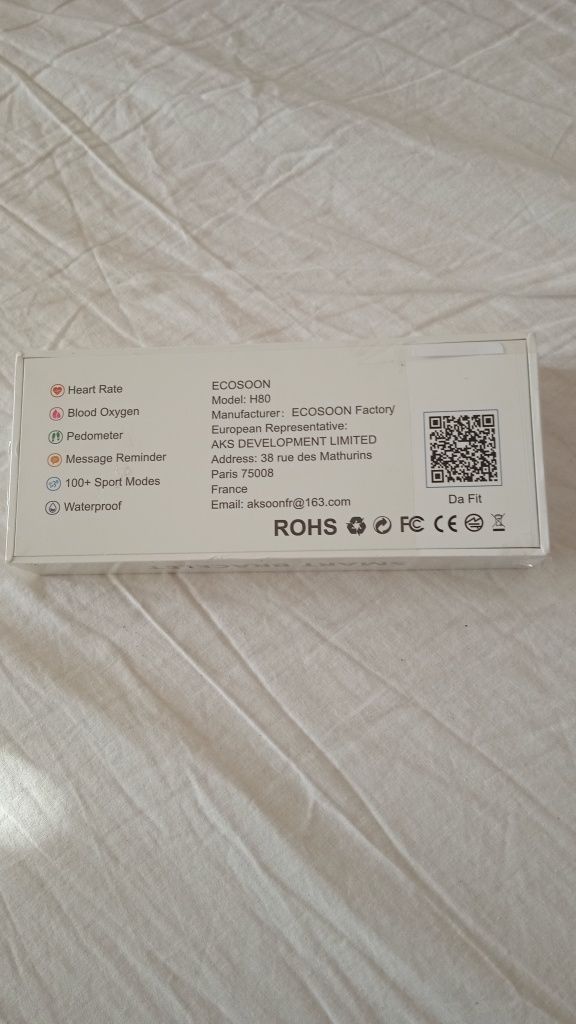 Heart Rate
Blood Oxygen
Pedometer
Message Reminder
100+ Sport Modes
Waterproof
ECOSOON
Model: H80
Manufacturer: ECOSOON Factory
European Representative:
AKS DEVELOPMENT LIMITED
Address: 38 rue des Mathurins
Paris 75008
France
Email: aksoonfr@163.com
Da Fit
ROHS FC CE
SMART BRACELET